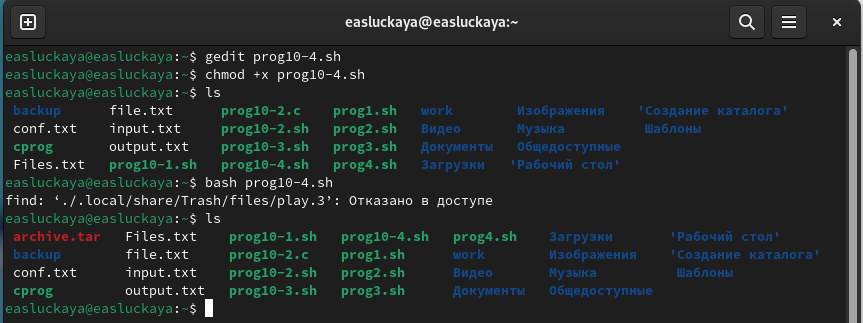 easluckaya@easluckaya:~
easluckaya@easluckaya:~$ gedit prog10-4.sh
easluckaya@easluckaya:~$ chmod +x prog10-4.sh
easluckaya@easluckaya:~$ ls
backup file.txt prog10-2.c prog1.sh work Изображения 'Создание каталога'
conf.txt input.txt prog10-2.sh prog2.sh Видео Музыка Шаблоны
cprog output.txt prog10-3.sh prog3.sh Документы Общедоступные
Files.txt prog10-1.sh prog10-4.sh prog4.sh Загрузки 'Рабочий стол'
easluckaya@easluckaya:~$ bash prog10-4.sh
find: ‘./.local/share/Trash/files/play.3’: Отказано в доступе
easluckaya@easluckaya:~$ ls
archive.tar Files.txt prog10-1.sh prog10-4.sh prog4.sh Загрузки 'Рабочий стол'
backup file.txt prog10-2.c prog1.sh work Изображения 'Создание каталога'
conf.txt input.txt prog10-2.sh prog2.sh Видео Музыка Шаблоны
cprog output.txt prog10-3.sh prog3.sh Документы Общедоступные
easluckaya@easluckaya:~$